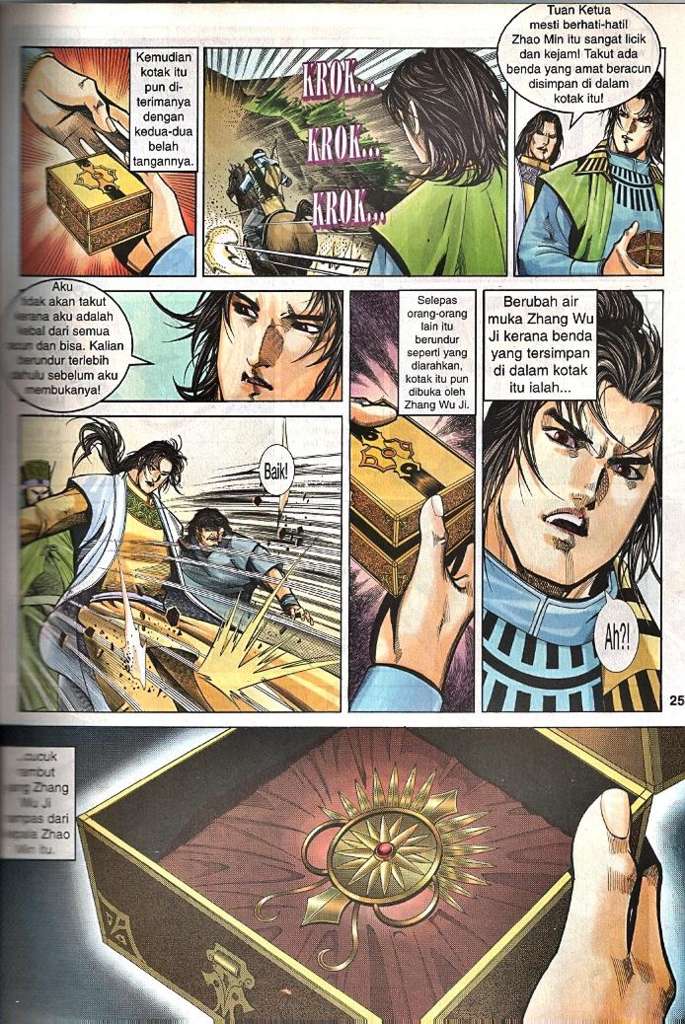 Kemudian
kotak itu
pun di-
terimanya
dengan
kedua-dua
belah
tangannya.
KROK...
KROK...
KROK...
Tuan Ketua
mesti berhati-hati!
Zhao Min itu sangat licik
dan kejam! Takut ada
benda yang amat beracun
disimpan di dalam
kotak itu!
Aku
tidak akan takut
kerana aku adalah
kebal dari semua
racun dan bisa. Kalian
berundur terlebih
dahulu sebelum aku
membukanya!
Baik!
Selepas
orang-orang
lain itu
berundur
seperti yang
diarahkan,
kotak itu pun
dibuka oleh
Zhang Wu Ji.
Berubah air
muka Zhang Wu
Ji kerana benda
yang tersimpan
di dalam kotak
itu ialah...
Ah?!
25
...cucuk
rambut
yang Zhang
Wu Ji
rampas dari
kepala Zhao
Min itu.